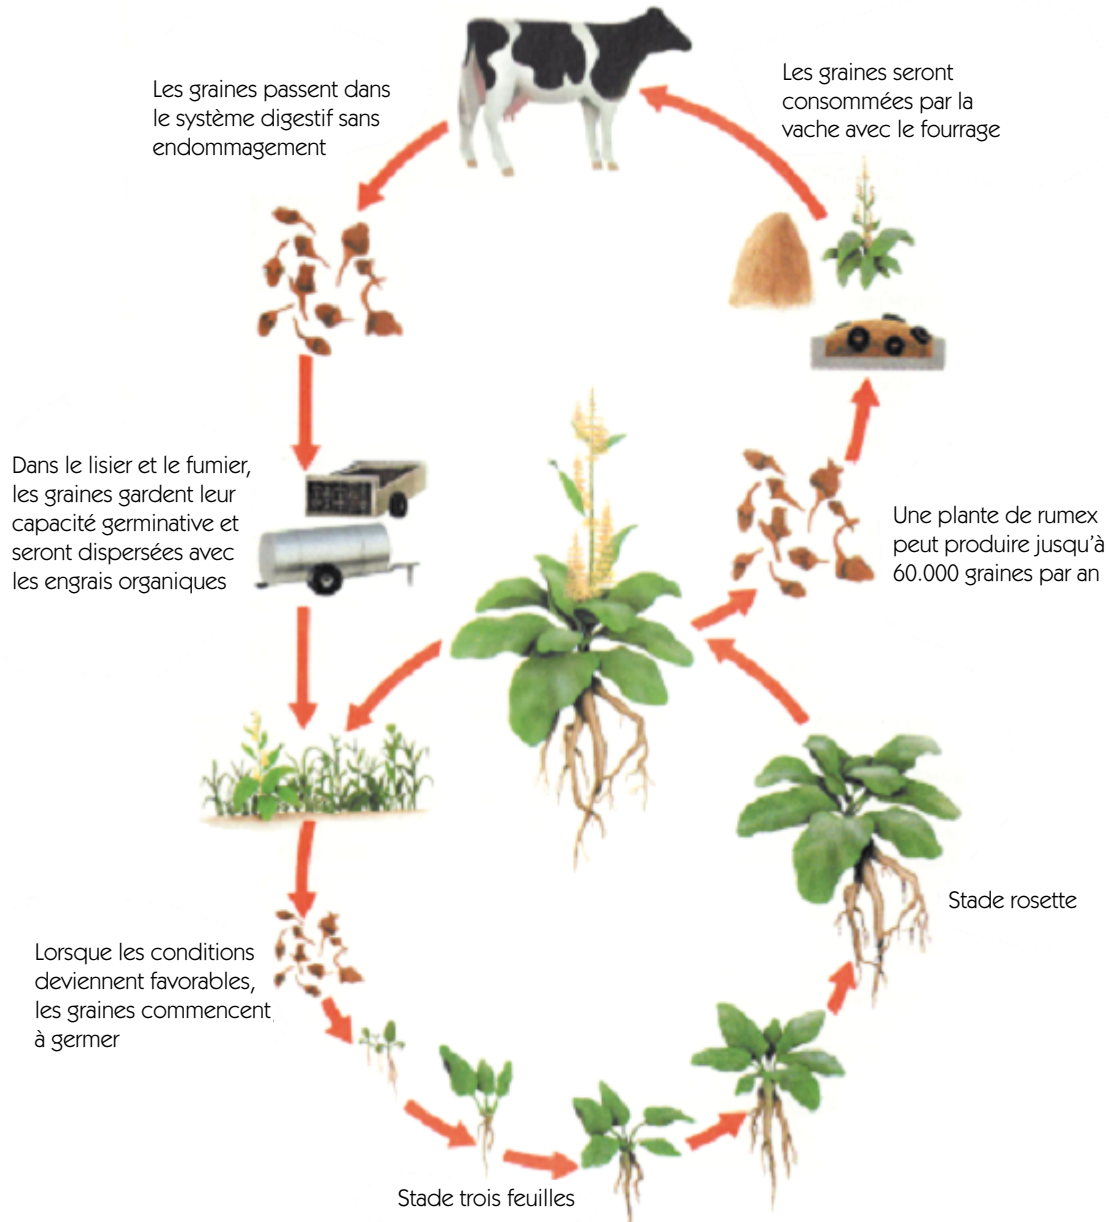 Les graines passent dans
le système digestif sans
endommagement
Les graines seront
consommées par la
vache avec le fourrage
Dans le lisier et le fumier,
les graines gardent leur
capacité germinative et
seront dispersées avec
les engrais organiques
Une plante de rumex
peut produire jusqu'à
60.000 graines par an
Stade rosette
Lorsque les conditions
deviennent favorables,
les graines commencent
à germer
Stade trois feuilles